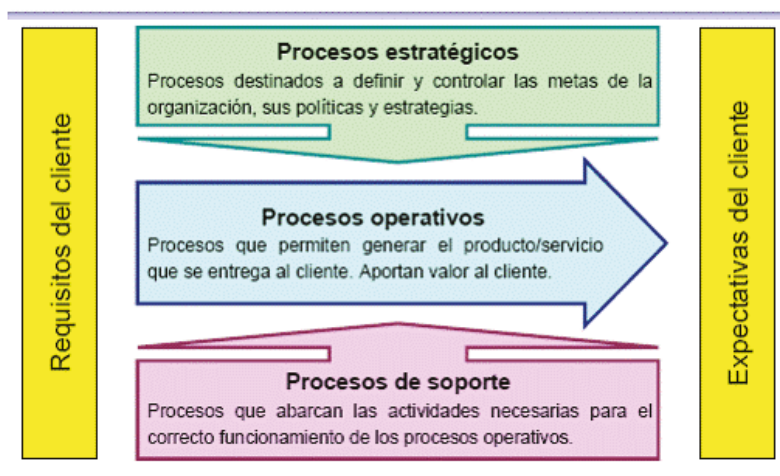 Requisitos del cliente
Procesos estratégicos
Procesos destinados a definir y controlar las metas de la
organización, sus políticas y estrategias.
Procesos operativos
Procesos que permiten generar el producto/servicio
que se entrega al cliente. Aportan valor al cliente.
Procesos de soporte
Procesos que abarcan las actividades necesarias para el
correcto funcionamiento de los procesos operativos.
Expectativas del cliente